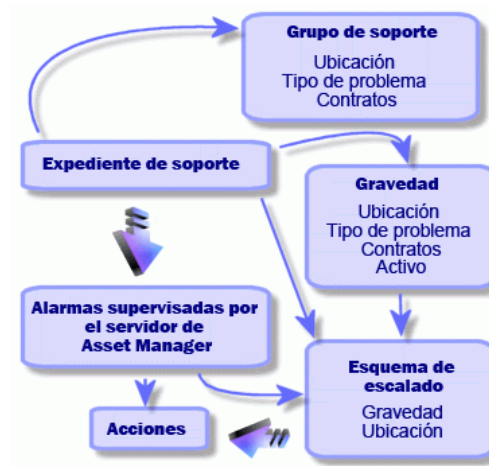 Grupo de soporte
Ubicación
Tipo de problema
Contratos
Expediente de soporte
Gravedad
Ubicación
Tipo de problema
Contratos
Activo
Alarmas supervisadas por
el servidor de
Asset Manager
Esquema de
escalado
Gravedad
Ubicación
Acciones